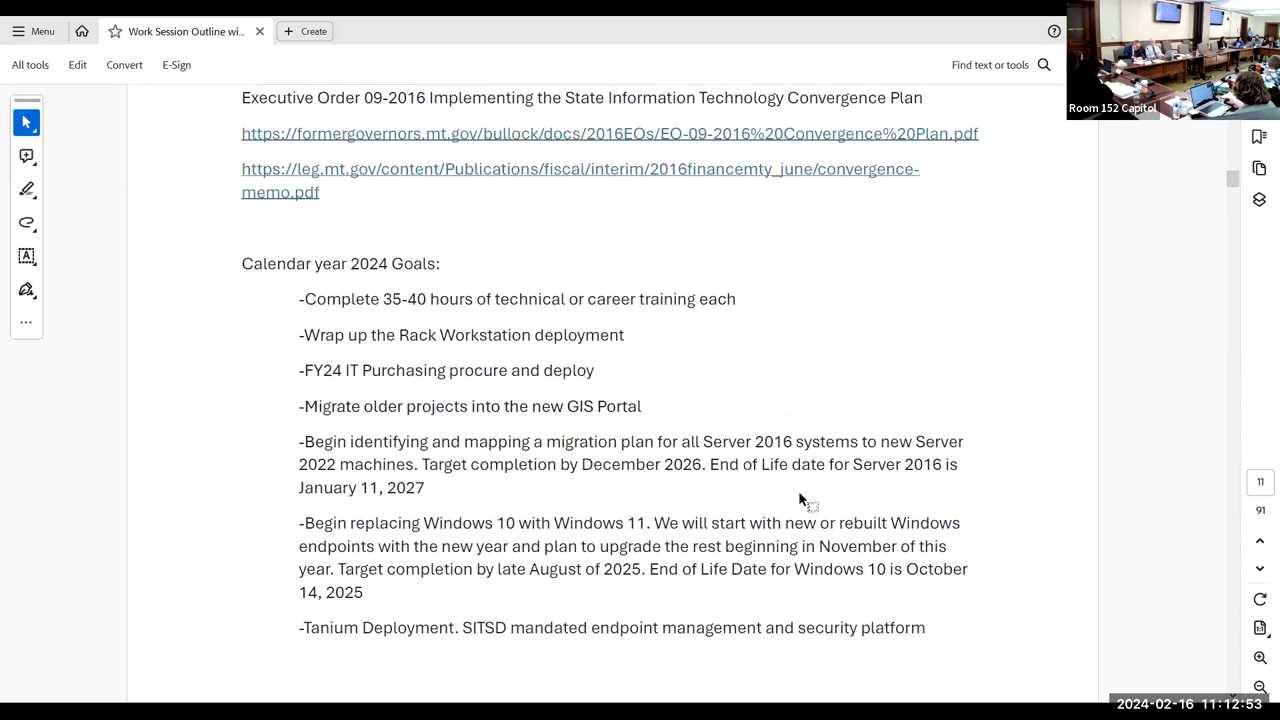 Menu
Work Session Outline wi...
Create
All tools
Edit
Convert
E-Sign
Find text or tools
Room 152 Capitol
Executive Order 09-2016 Implementing the State Information Technology Convergence Plan
https://formergovernors.mt.gov/bullock/docs/2016EOs/EO-09-2016%20Convergence%20Plan.pdf
https://leg.mt.gov/content/Publications/fiscal/interim/2016financemty_june/convergence-
memo.pdf
Calendar year 2024 Goals:
-Complete 35-40 hours of technical or career training each
-Wrap up the Rack Workstation deployment
-FY24 IT Purchasing procure and deploy
-Migrate older projects into the new GIS Portal
-Begin identifying and mapping a migration plan for all Server 2016 systems to new Server
2022 machines. Target completion by December 2026. End of Life date for Server 2016 is
January 11, 2027
-Begin replacing Windows 10 with Windows 11. We will start with new or rebuilt Windows
endpoints with the new year and plan to upgrade the rest beginning in November of this
year. Target completion by late August of 2025. End of Life Date for Windows 10 is October
14, 2025
-Tanium Deployment. SITSD mandated endpoint management and security platform
11
91
2024-02-16 11:12:53